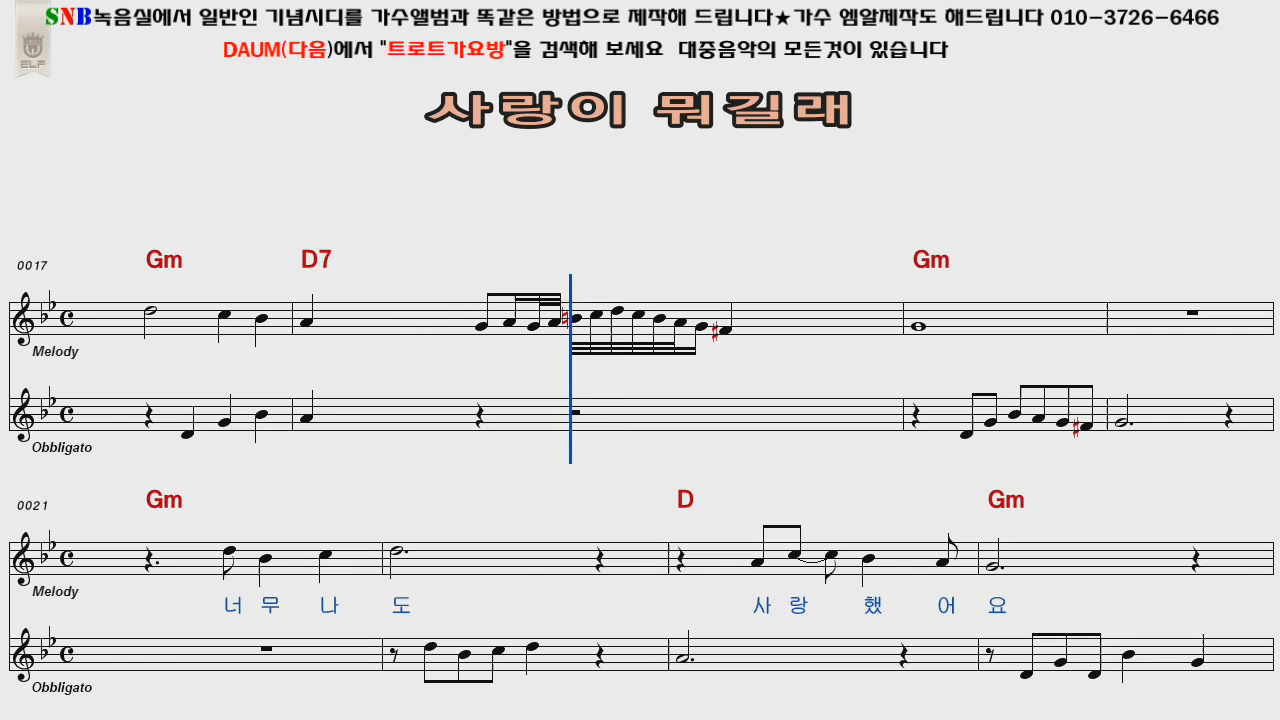 SNB녹음실에서 일반인 기념시디를 가수앨범과 똑같은 방법으로 제작해 드립니다★가수 엠알제작도 해드립니다 010-3726-6466
ELF
DAUM(다음)에서 "트로트가요방"을 검색해 보세요 대중음악의 모든것이 있습니다
사랑이 뭐길래
0017 Gm D7 Gm
Melody
Obbligato
0021 Gm D Gm
Melody
너 무 나 도 사 랑 했 어 요
Obbligato